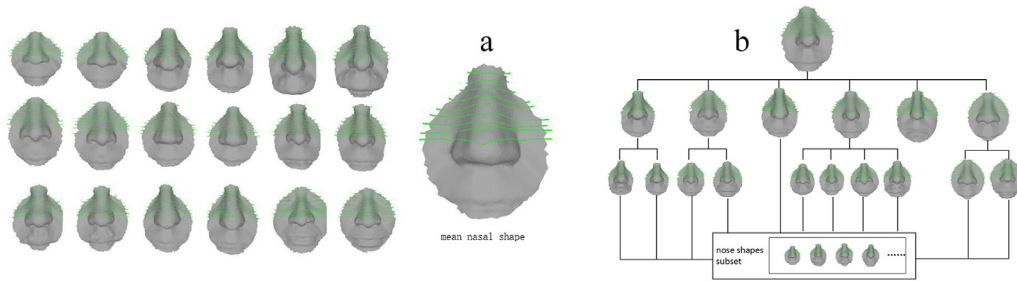 a
b
mean nasal shape
nose shapes
subset
......